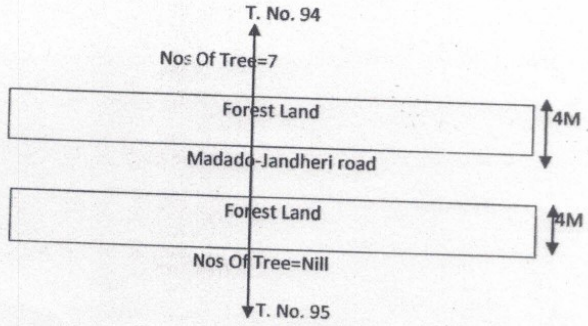 T. No. 94
Nos Of Tree=7
Forest Land
4M
Madado-Jandheri road
Forest Land
4M
Nos Of Tree=Nill
T. No. 95